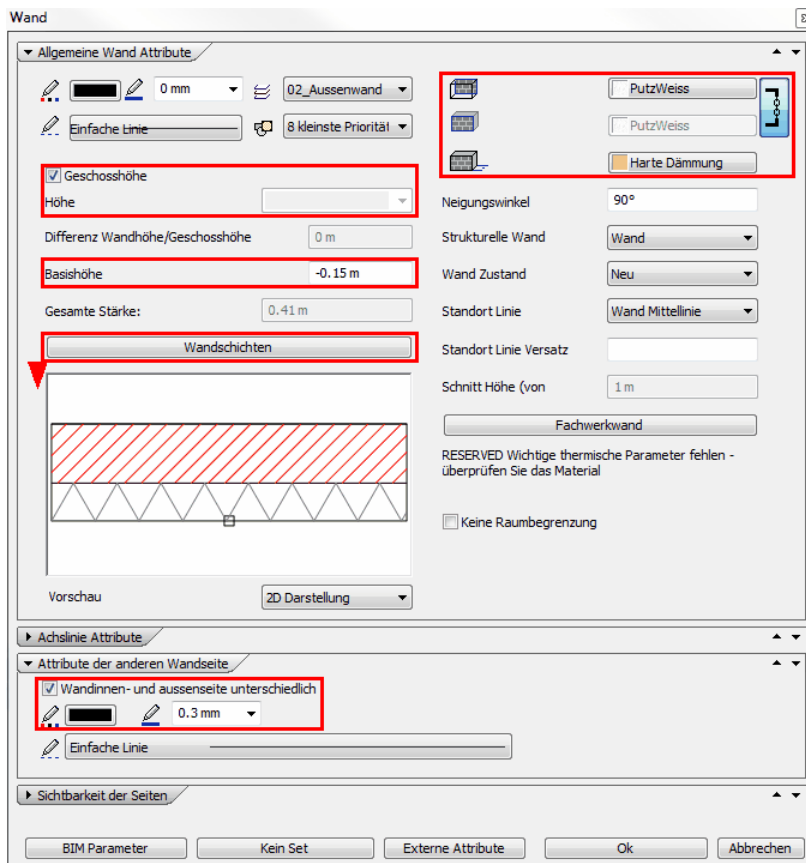 Wand
Allgemeine Wand Attribute
0 mm
02_Aussenwand
Einfache Linie
8 kleinste Priorität
PutzWeiss
PutzWeiss
Harte Dämmung
Geschosshöhe
Höhe
Neigungswinkel
90°
Differenz Wandhöhe/Geschosshöhe
0 m
Strukturelle Wand
Wand
Basishöhe
-0.15 m
Wand Zustand
Neu
Gesamte Stärke:
0.41 m
Standort Linie
Wand Mittellinie
Wandschichten
Standort Linie Versatz
Schnitt Höhe (von
1 m
Fachwerkwand
RESERVED Wichtige thermische Parameter fehlen -
überprüfen Sie das Material
Keine Raumbegrenzung
Vorschau
2D Darstellung
Achslinie Attribute
Attribute der anderen Wandseite
Wandinnen- und aussenseite unterschiedlich
0.3 mm
Einfache Linie
Sichtbarkeit der Seiten
BIM Parameter
Kein Set
Externe Attribute
Ok
Abbrechen